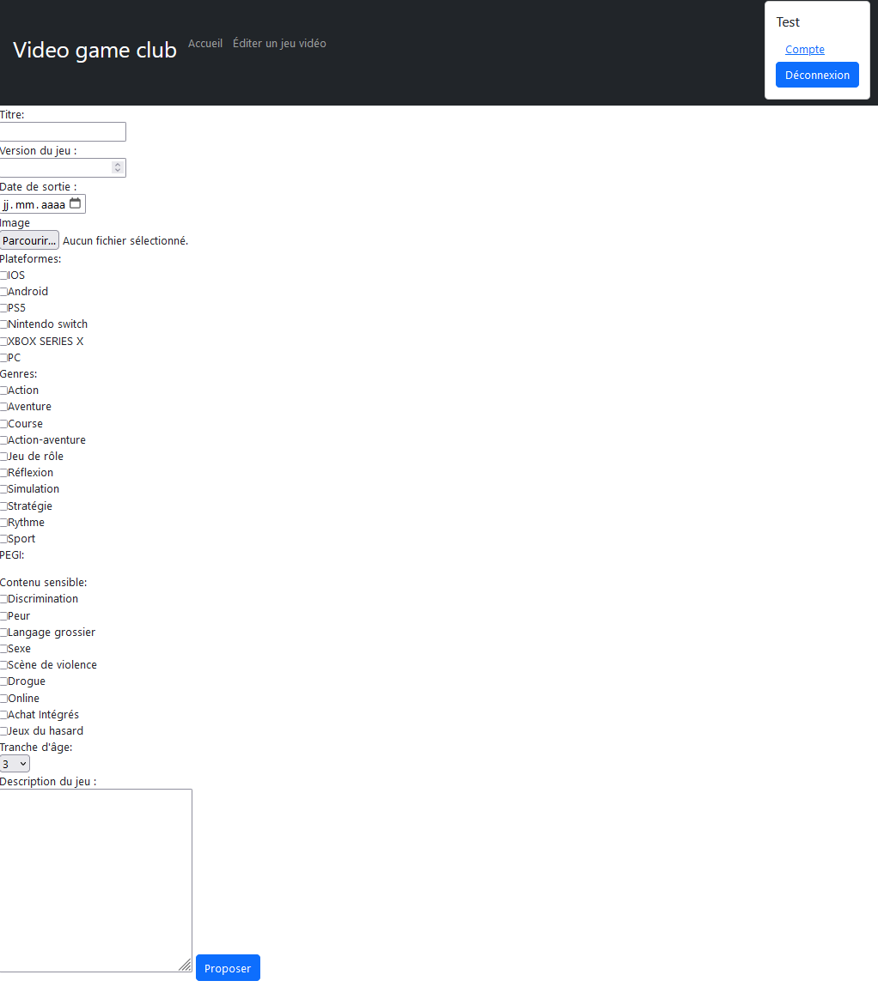 Video game club
Accueil Éditer un jeu vidéo
Test
Compte
Déconnexion
Titre:
Version du jeu :
Date de sortie :
jj.mm.aaaa
Image
Parcourir... Aucun fichier sélectionné.
Plateformes:
IOS
Android
PS5
Nintendo switch
XBOX SERIES X
PC
Genres:
Action
Aventure
Course
Action-aventure
Jeu de rôle
Réflexion
Simulation
Stratégie
Rythme
Sport
PEGI:
Contenu sensible:
Discrimination
Peur
Langage grossier
Sexe
Scène de violence
Drogue
Online
Achat Intégrés
Jeux du hasard
Tranche d'âge:
3
Description du jeu :
Proposer